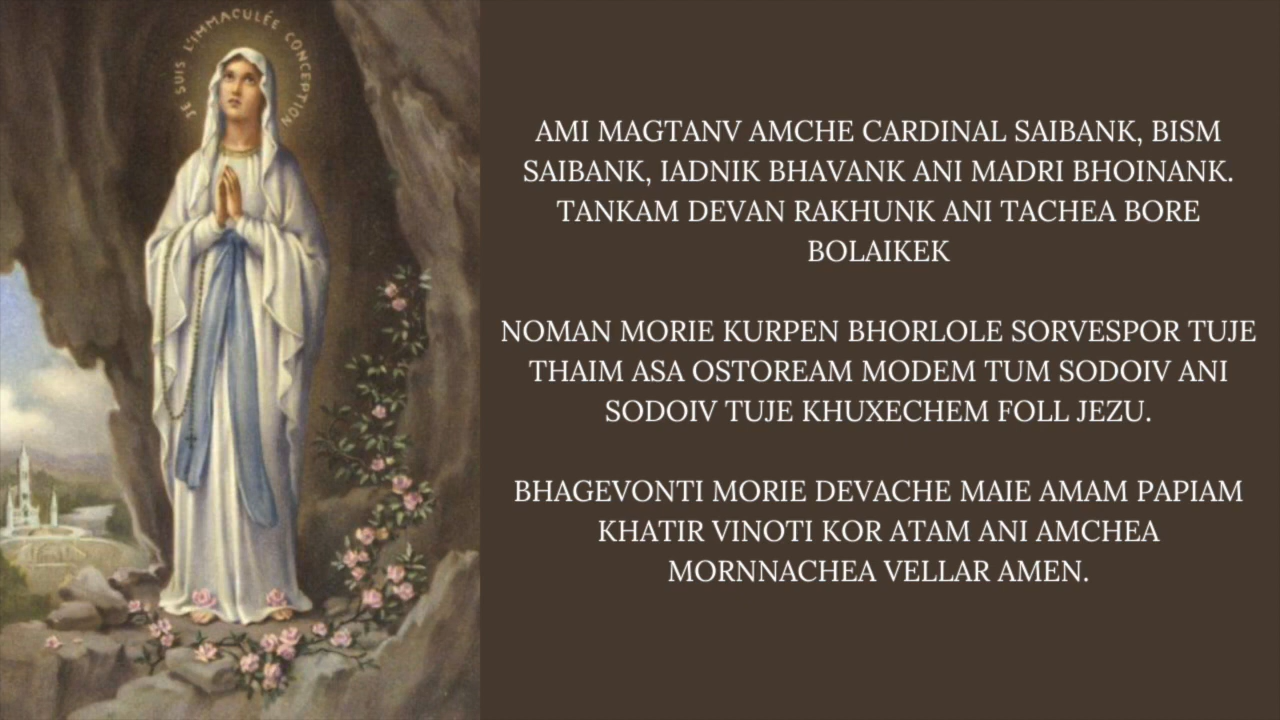 JE SUIS L'IMMACULÉE CONCEPTION
AMI MAGTANV AMCHE CARDINAL SAIBANK, BISM
SAIBANK, IADNIK BHAVANK ANI MADRI BHOINANK.
TANKAM DEVAN RAKHUNK ANI TACHEA BORE
BOLAIKEK
NOMAN MORIE KURPEN BHORLOLE SORVESPOR TUJE
THAIM ASA OSTOREAM MODEM TUM SODOIV ANI
SODOIV TUJE KHUXECHEM FOLL JEZU.
BHAGEVONTI MORIE DEVACHE MAIE AMAM PAPIAM
KHATIR VINOTI KOR ATAM ANI AMCHEA
MORNNACHEA VELLAR AMEN.